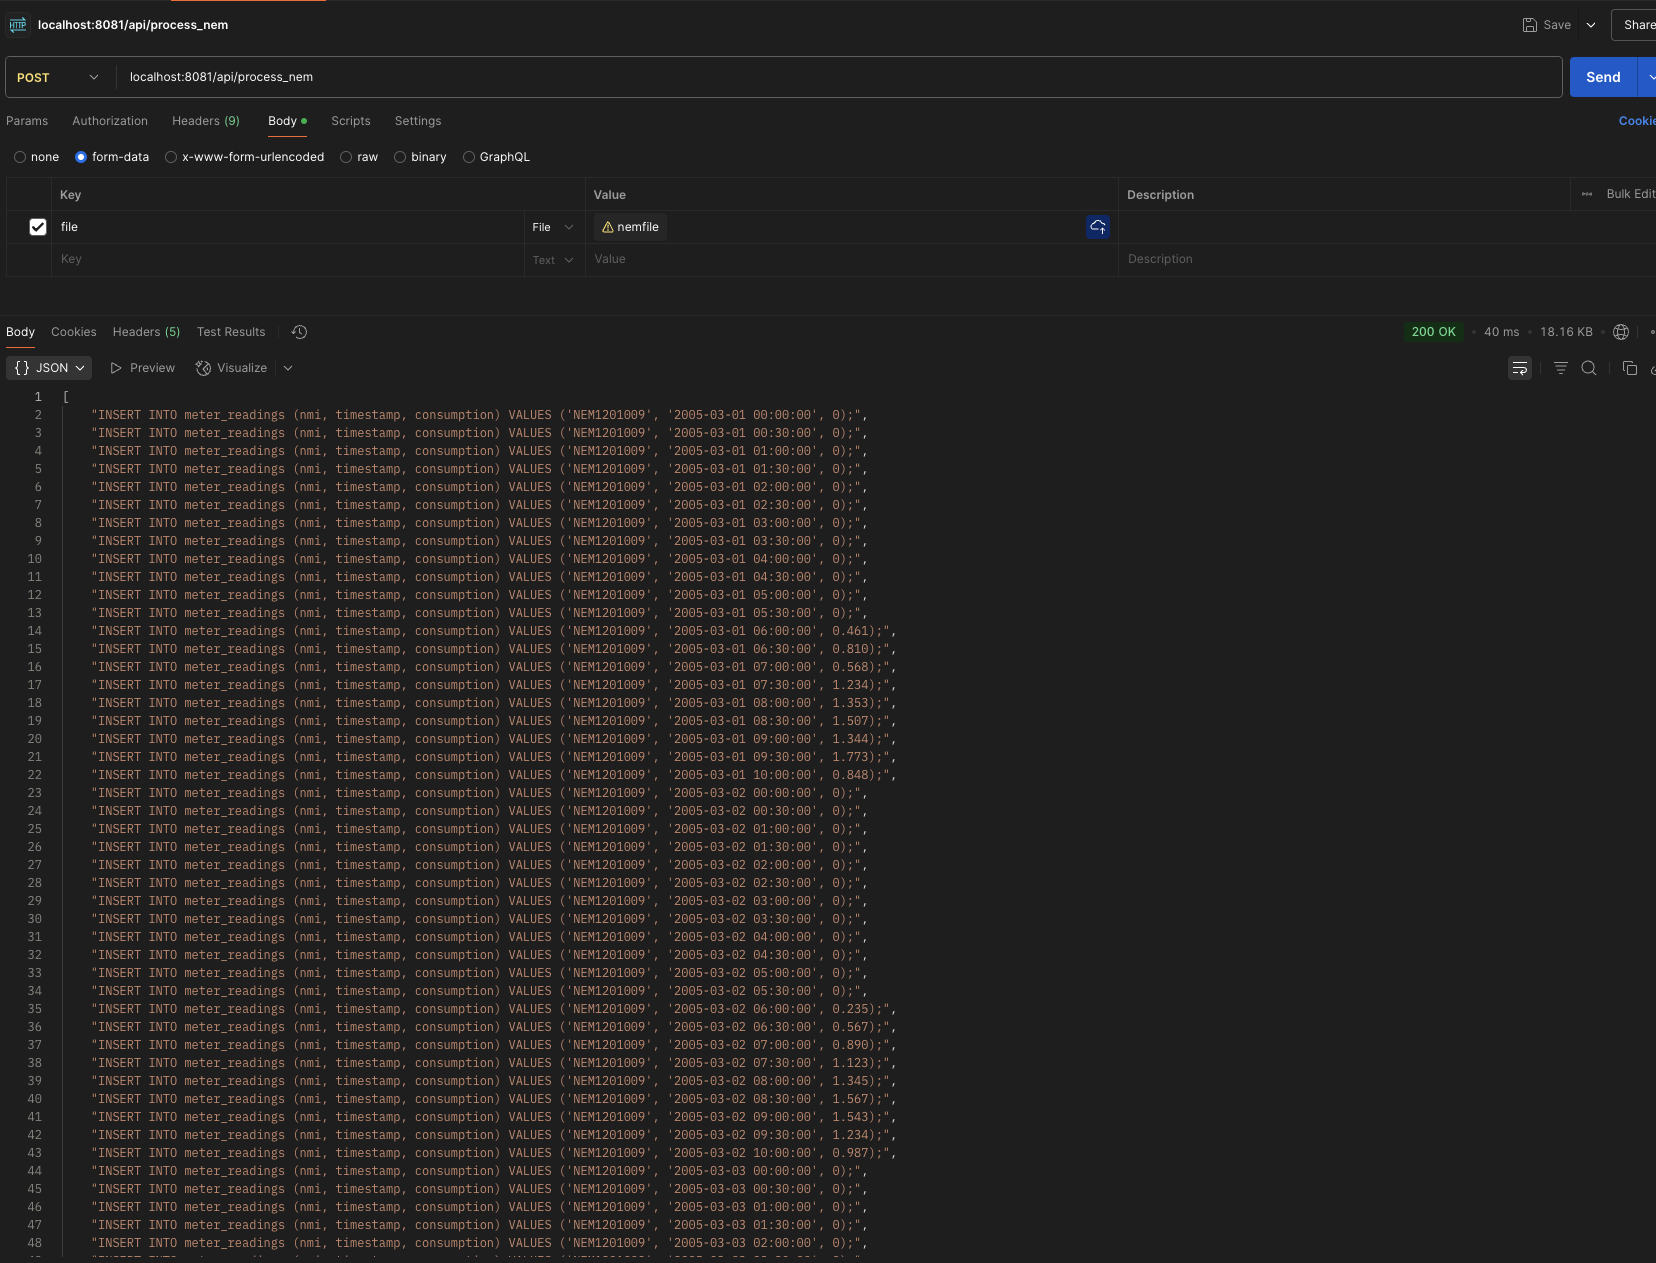 HTTP localhost:8081/api/process_nem Save Share
POST localhost:8081/api/process_nem Send
Params Authorization Headers (9) Body Scripts Settings Cookie
none form-data x-www-form-urlencoded raw binary GraphQL
Key Value Description Bulk Edit
file File nemfile
Key Text Value Description
Body Cookies Headers (5) Test Results 200 OK • 40 ms • 18.16 KB •
{} JSON Preview Visualize
1 [
2 "INSERT INTO meter_readings (nmi, timestamp, consumption) VALUES ('NEM1201009', '2005-03-01 00:00:00', 0);",
3 "INSERT INTO meter_readings (nmi, timestamp, consumption) VALUES ('NEM1201009', '2005-03-01 00:30:00', 0);",
4 "INSERT INTO meter_readings (nmi, timestamp, consumption) VALUES ('NEM1201009', '2005-03-01 01:00:00', 0);",
5 "INSERT INTO meter_readings (nmi, timestamp, consumption) VALUES ('NEM1201009', '2005-03-01 01:30:00', 0);",
6 "INSERT INTO meter_readings (nmi, timestamp, consumption) VALUES ('NEM1201009', '2005-03-01 02:00:00', 0);",
7 "INSERT INTO meter_readings (nmi, timestamp, consumption) VALUES ('NEM1201009', '2005-03-01 02:30:00', 0);",
8 "INSERT INTO meter_readings (nmi, timestamp, consumption) VALUES ('NEM1201009', '2005-03-01 03:00:00', 0);",
9 "INSERT INTO meter_readings (nmi, timestamp, consumption) VALUES ('NEM1201009', '2005-03-01 03:30:00', 0);",
10 "INSERT INTO meter_readings (nmi, timestamp, consumption) VALUES ('NEM1201009', '2005-03-01 04:00:00', 0);",
11 "INSERT INTO meter_readings (nmi, timestamp, consumption) VALUES ('NEM1201009', '2005-03-01 04:30:00', 0);",
12 "INSERT INTO meter_readings (nmi, timestamp, consumption) VALUES ('NEM1201009', '2005-03-01 05:00:00', 0);",
13 "INSERT INTO meter_readings (nmi, timestamp, consumption) VALUES ('NEM1201009', '2005-03-01 05:30:00', 0);",
14 "INSERT INTO meter_readings (nmi, timestamp, consumption) VALUES ('NEM1201009', '2005-03-01 06:00:00', 0.461);",
15 "INSERT INTO meter_readings (nmi, timestamp, consumption) VALUES ('NEM1201009', '2005-03-01 06:30:00', 0.810);",
16 "INSERT INTO meter_readings (nmi, timestamp, consumption) VALUES ('NEM1201009', '2005-03-01 07:00:00', 0.568);",
17 "INSERT INTO meter_readings (nmi, timestamp, consumption) VALUES ('NEM1201009', '2005-03-01 07:30:00', 1.234);",
18 "INSERT INTO meter_readings (nmi, timestamp, consumption) VALUES ('NEM1201009', '2005-03-01 08:00:00', 1.353);",
19 "INSERT INTO meter_readings (nmi, timestamp, consumption) VALUES ('NEM1201009', '2005-03-01 08:30:00', 1.507);",
20 "INSERT INTO meter_readings (nmi, timestamp, consumption) VALUES ('NEM1201009', '2005-03-01 09:00:00', 1.344);",
21 "INSERT INTO meter_readings (nmi, timestamp, consumption) VALUES ('NEM1201009', '2005-03-01 09:30:00', 1.773);",
22 "INSERT INTO meter_readings (nmi, timestamp, consumption) VALUES ('NEM1201009', '2005-03-01 10:00:00', 0.848);",
23 "INSERT INTO meter_readings (nmi, timestamp, consumption) VALUES ('NEM1201009', '2005-03-02 00:00:00', 0);",
24 "INSERT INTO meter_readings (nmi, timestamp, consumption) VALUES ('NEM1201009', '2005-03-02 00:30:00', 0);",
25 "INSERT INTO meter_readings (nmi, timestamp, consumption) VALUES ('NEM1201009', '2005-03-02 01:00:00', 0);",
26 "INSERT INTO meter_readings (nmi, timestamp, consumption) VALUES ('NEM1201009', '2005-03-02 01:30:00', 0);",
27 "INSERT INTO meter_readings (nmi, timestamp, consumption) VALUES ('NEM1201009', '2005-03-02 02:00:00', 0);",
28 "INSERT INTO meter_readings (nmi, timestamp, consumption) VALUES ('NEM1201009', '2005-03-02 02:30:00', 0);",
29 "INSERT INTO meter_readings (nmi, timestamp, consumption) VALUES ('NEM1201009', '2005-03-02 03:00:00', 0);",
30 "INSERT INTO meter_readings (nmi, timestamp, consumption) VALUES ('NEM1201009', '2005-03-02 03:30:00', 0);",
31 "INSERT INTO meter_readings (nmi, timestamp, consumption) VALUES ('NEM1201009', '2005-03-02 04:00:00', 0);",
32 "INSERT INTO meter_readings (nmi, timestamp, consumption) VALUES ('NEM1201009', '2005-03-02 04:30:00', 0);",
33 "INSERT INTO meter_readings (nmi, timestamp, consumption) VALUES ('NEM1201009', '2005-03-02 05:00:00', 0);",
34 "INSERT INTO meter_readings (nmi, timestamp, consumption) VALUES ('NEM1201009', '2005-03-02 05:30:00', 0);",
35 "INSERT INTO meter_readings (nmi, timestamp, consumption) VALUES ('NEM1201009', '2005-03-02 06:00:00', 0.235);",
36 "INSERT INTO meter_readings (nmi, timestamp, consumption) VALUES ('NEM1201009', '2005-03-02 06:30:00', 0.567);",
37 "INSERT INTO meter_readings (nmi, timestamp, consumption) VALUES ('NEM1201009', '2005-03-02 07:00:00', 0.890);",
38 "INSERT INTO meter_readings (nmi, timestamp, consumption) VALUES ('NEM1201009', '2005-03-02 07:30:00', 1.123);",
39 "INSERT INTO meter_readings (nmi, timestamp, consumption) VALUES ('NEM1201009', '2005-03-02 08:00:00', 1.345);",
40 "INSERT INTO meter_readings (nmi, timestamp, consumption) VALUES ('NEM1201009', '2005-03-02 08:30:00', 1.567);",
41 "INSERT INTO meter_readings (nmi, timestamp, consumption) VALUES ('NEM1201009', '2005-03-02 09:00:00', 1.543);",
42 "INSERT INTO meter_readings (nmi, timestamp, consumption) VALUES ('NEM1201009', '2005-03-02 09:30:00', 1.234);",
43 "INSERT INTO meter_readings (nmi, timestamp, consumption) VALUES ('NEM1201009', '2005-03-02 10:00:00', 0.987);",
44 "INSERT INTO meter_readings (nmi, timestamp, consumption) VALUES ('NEM1201009', '2005-03-03 00:00:00', 0);",
45 "INSERT INTO meter_readings (nmi, timestamp, consumption) VALUES ('NEM1201009', '2005-03-03 00:30:00', 0);",
46 "INSERT INTO meter_readings (nmi, timestamp, consumption) VALUES ('NEM1201009', '2005-03-03 01:00:00', 0);",
47 "INSERT INTO meter_readings (nmi, timestamp, consumption) VALUES ('NEM1201009', '2005-03-03 01:30:00', 0);",
48 "INSERT INTO meter_readings (nmi, timestamp, consumption) VALUES ('NEM1201009', '2005-03-03 02:00:00', 0);",